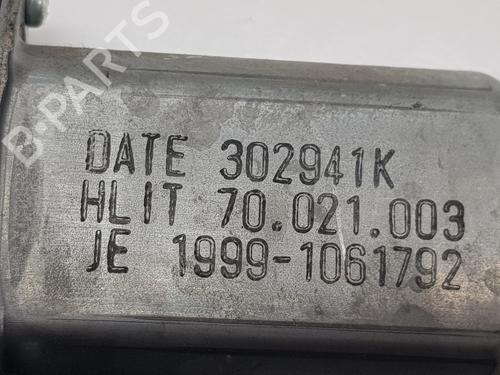 B-PARTS
DATE 302941K
HLIT 70.021.003
JE 1999-1061792